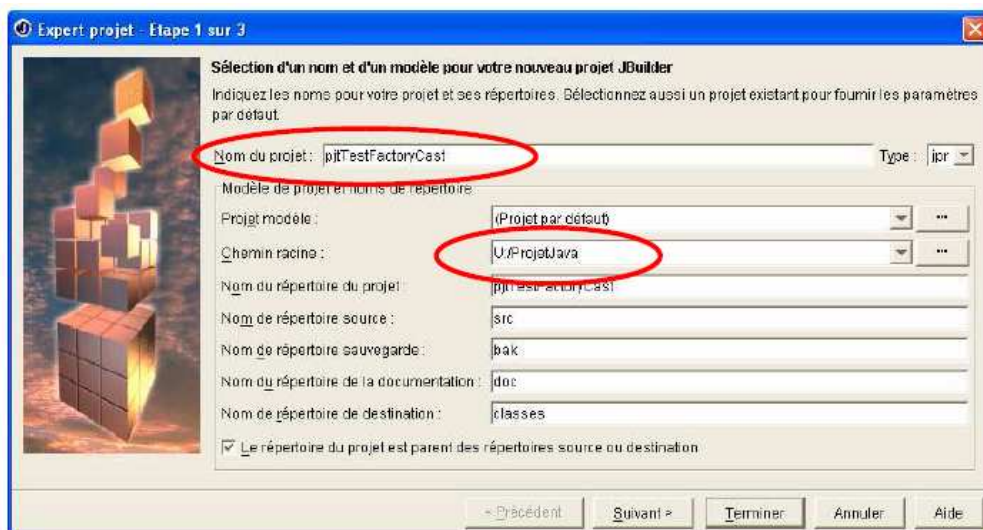 Expert projet - Etape 1 sur 3
Sélection d'un nom et d'un modèle pour votre nouveau projet JBuilder
Indiquez les noms pour votre projet et ses répertoires. Sélectionnez aussi un projet existant pour fournir les paramètres
par défaut.
Nom du projet : pjtTestFactoryCast Type : jpr
Modèle de projet et noms de répertoire
Projet modèle : (Projet par défaut) ...
Chemin racine : U:/ProjetJava ...
Nom du répertoire du projet : pjtTestFactoryCast
Nom de répertoire source : src
Nom de répertoire sauvegarde : bak
Nom du répertoire de la documentation : doc
Nom de répertoire de destination : classes
Le répertoire du projet est parent des répertoires source ou destination
< Précédent Suivant > Terminer Annuler Aide